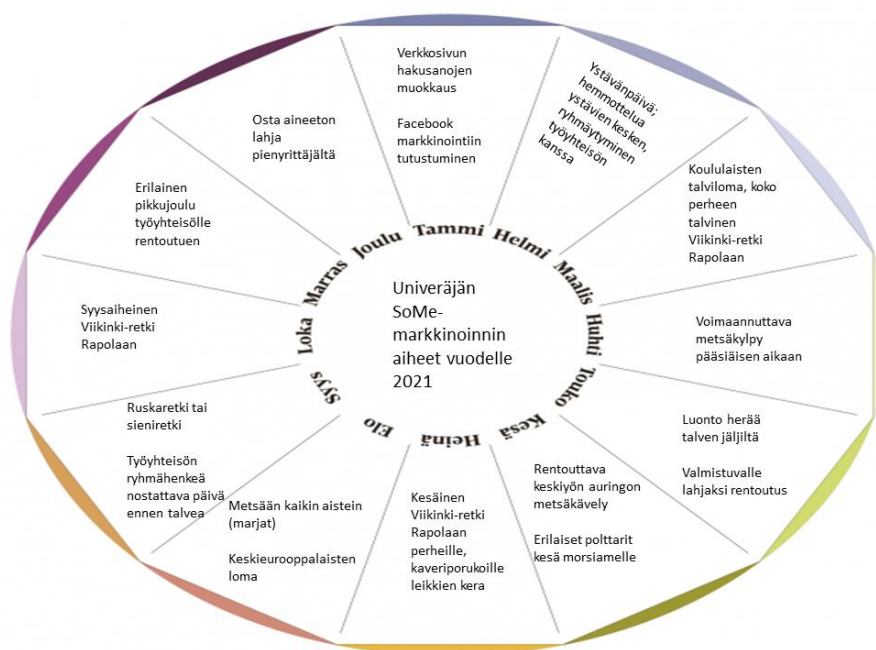 Verkkosivun
hakusanojen
muokkaus
Facebook
markkinointiin
tutustuminen
Ystävänpäivä;
hemmottelua
ystävien kesken,
ryhmäytyminen
työyhteisön
kanssa
Koululaisten
talviloma, koko
perheen
talvinen
Viikinki-retki
Rapolaan
Voimaannuttava
metsäkylpy
pääsiäisen aikaan
Luonto herää
talven jäljiltä
Valmistuvalle
lahjaksi rentoutus
Rentouttava
keskiyön auringon
metsäkävely
Erilaiset polttarit
kesä morsiamelle
Kesäinen
Viikinki-retki
Rapolaan
perheille,
kaveriporukoille
leikkien kera
Metsään kaikin aistein
(marjat)
Keskieurooppalaisten
loma
Ruskaretki tai
sieniretki
Työyhteisön
ryhmähenkeä
nostattava päivä
ennen talvea
Syysaiheinen
Viikinki-retki
Rapolaan
Erilainen
pikkujoulu
työyhteisölle
rentoutuen
Osta aineeton
lahja
pienyrittäjältä
Tammi
Helmi
Maalis
Huhti
Touko
Kesä
Heinä
Elo
Syys
Loka
Marras
Joulu
Univeräjän
SoMe-
markkinoinnin
aiheet vuodelle
2021